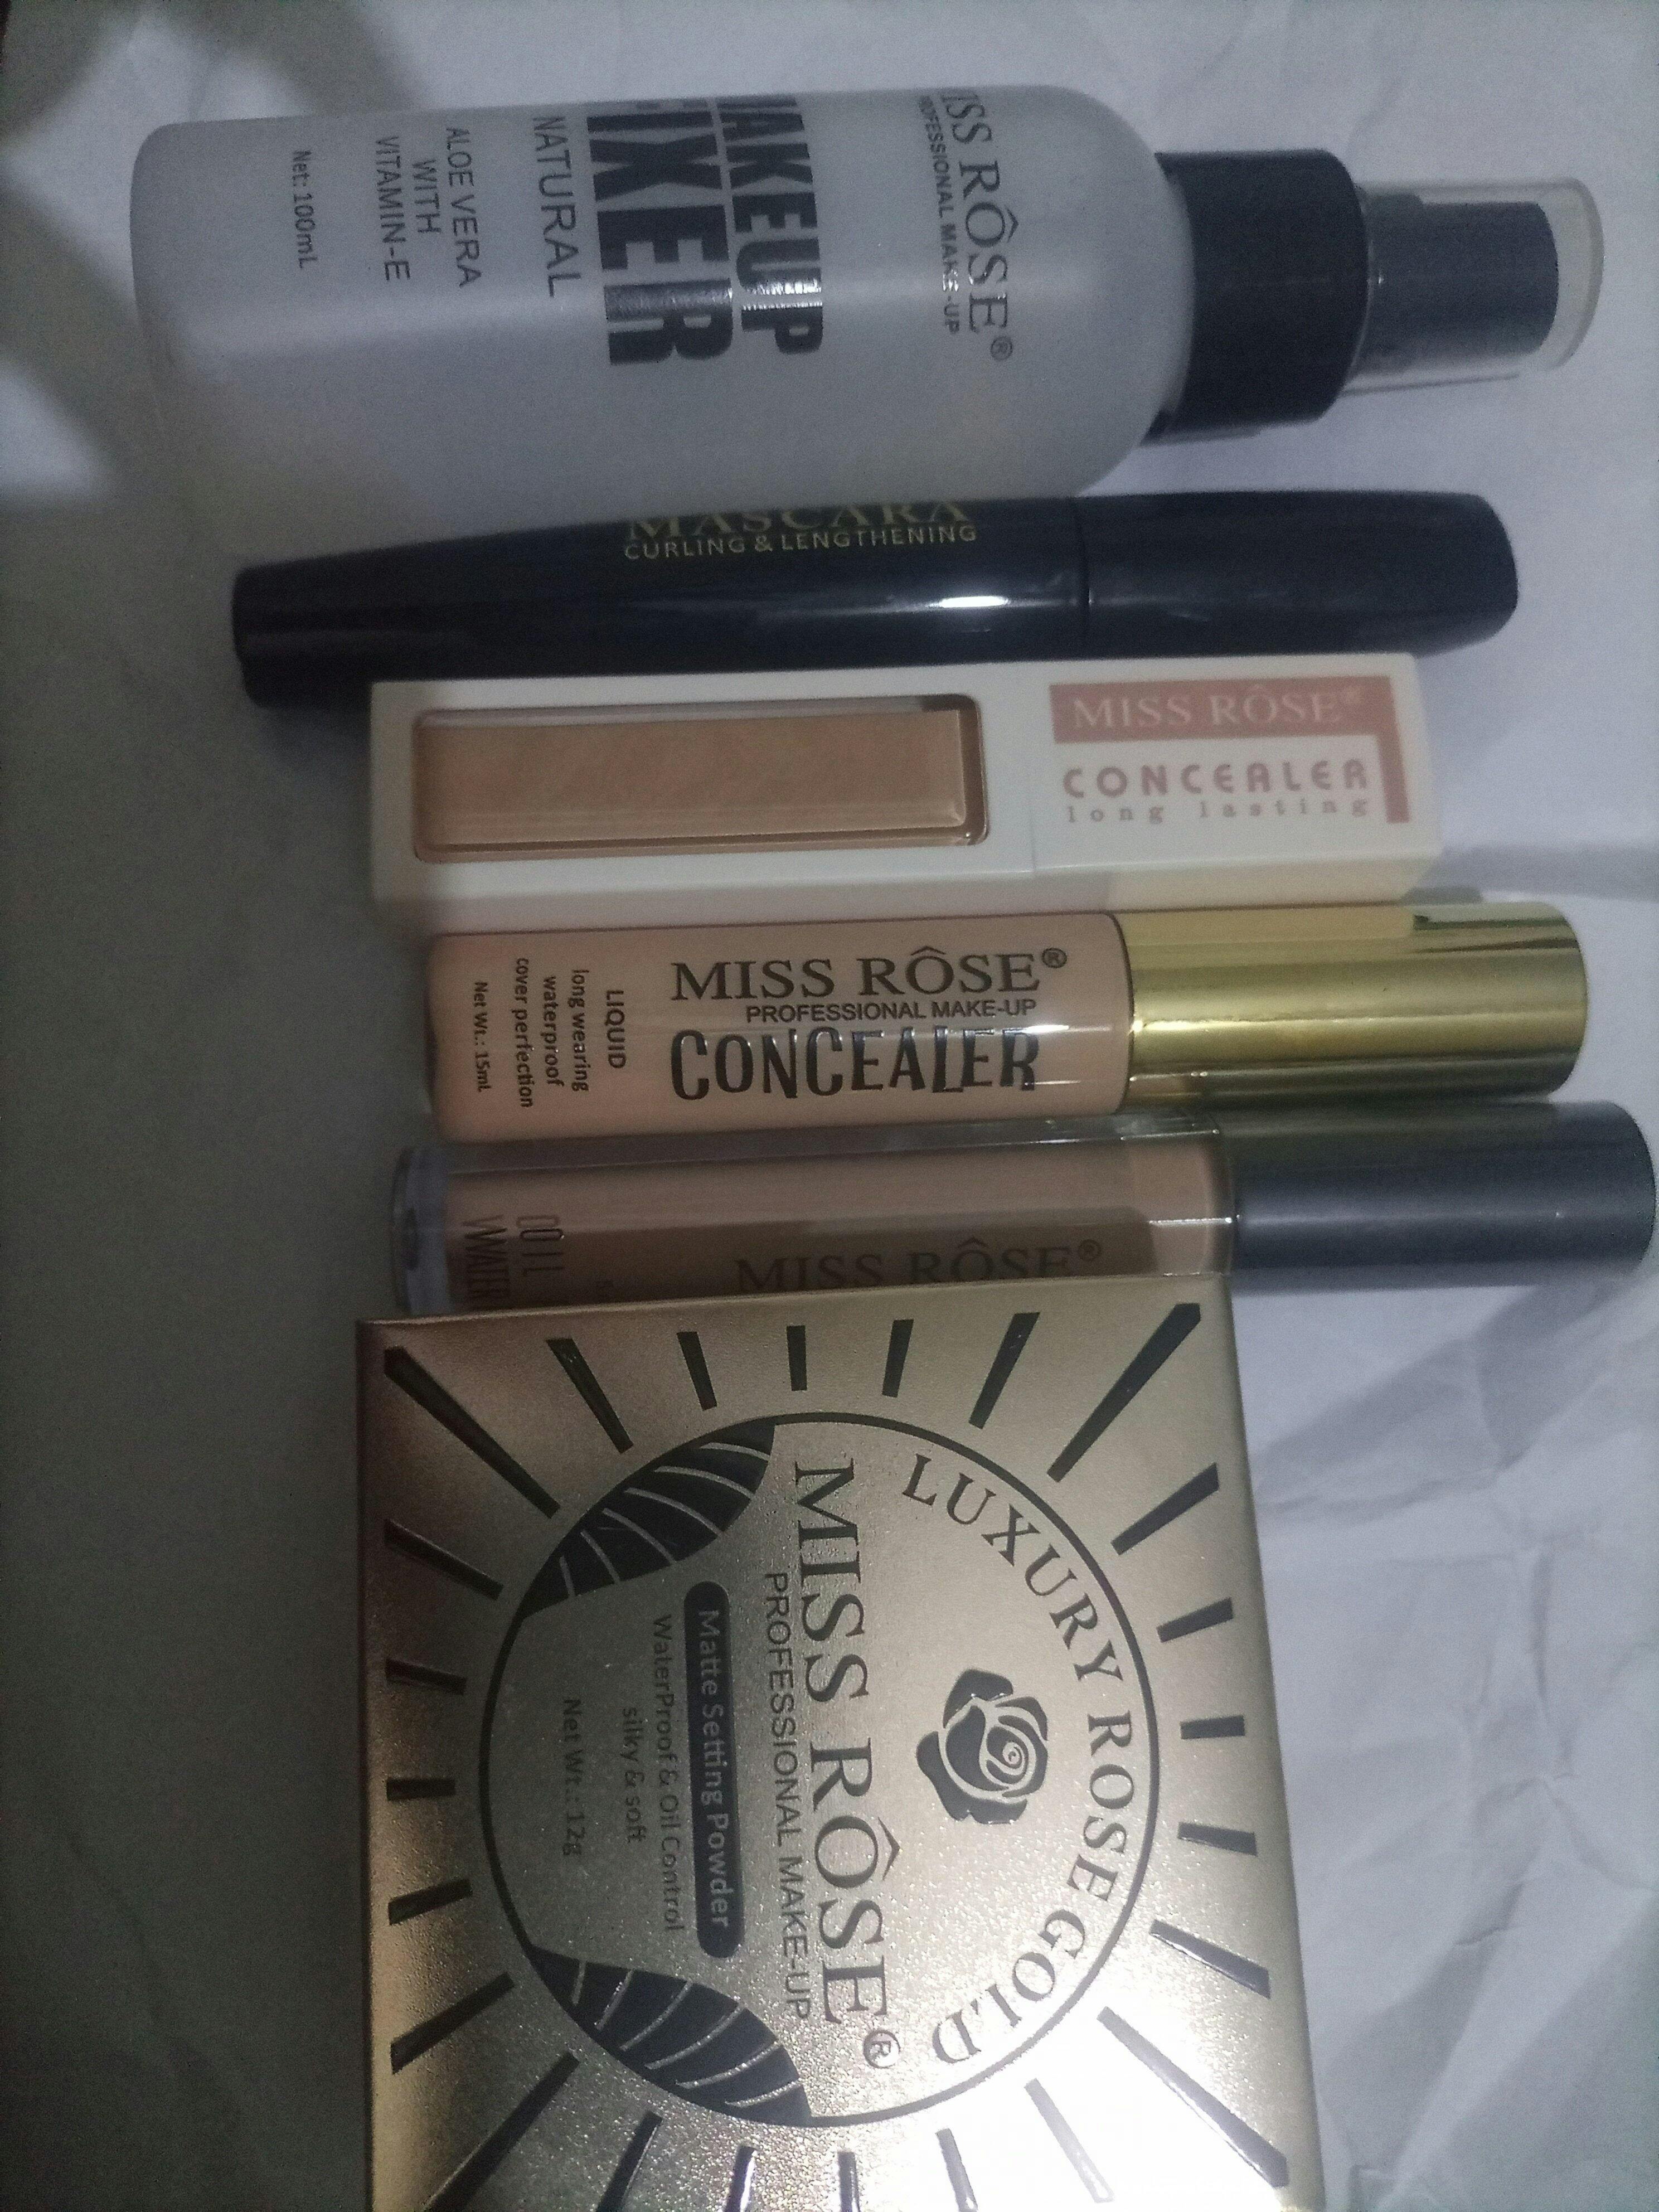 MISS RÔSE®
PROFESSIONAL MAKE-UP
MAKEUP
FIXER
NATURAL
ALOE VERA
WITH
VITAMIN-E
Net: 100mL
MASCARA
CURLING & LENGTHENING
MISS RÔSE®
CONCEALER
long lasting
MISS RÔSE®
PROFESSIONAL MAKE-UP
CONCEALER
LIQUID
long wearing
waterproof
cover perfection
Net Wt.: 15mL
MISS RÔSE®
OIL
WATER
LUXURY ROSE GOLD
MISS RÔSE®
PROFESSIONAL MAKE-UP
Matte Setting Powder
WaterProof & Oil Control
silky & soft
Net Wt.: 12g